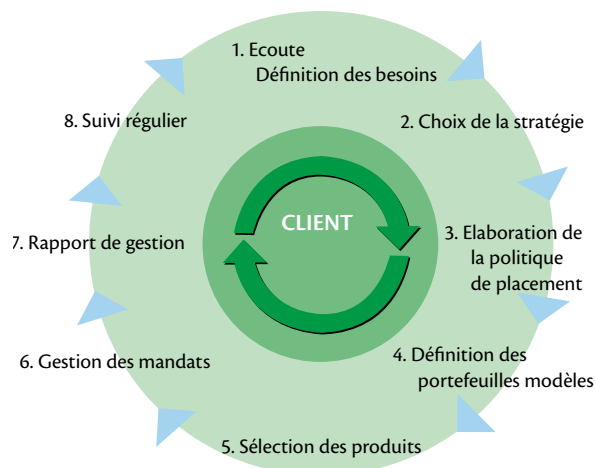 1. Ecoute
Définition des besoins
2. Choix de la stratégie
3. Elaboration de
la politique
de placement
4. Définition des
portefeuilles modèles
5. Sélection des produits
6. Gestion des mandats
7. Rapport de gestion
8. Suivi régulier
CLIENT